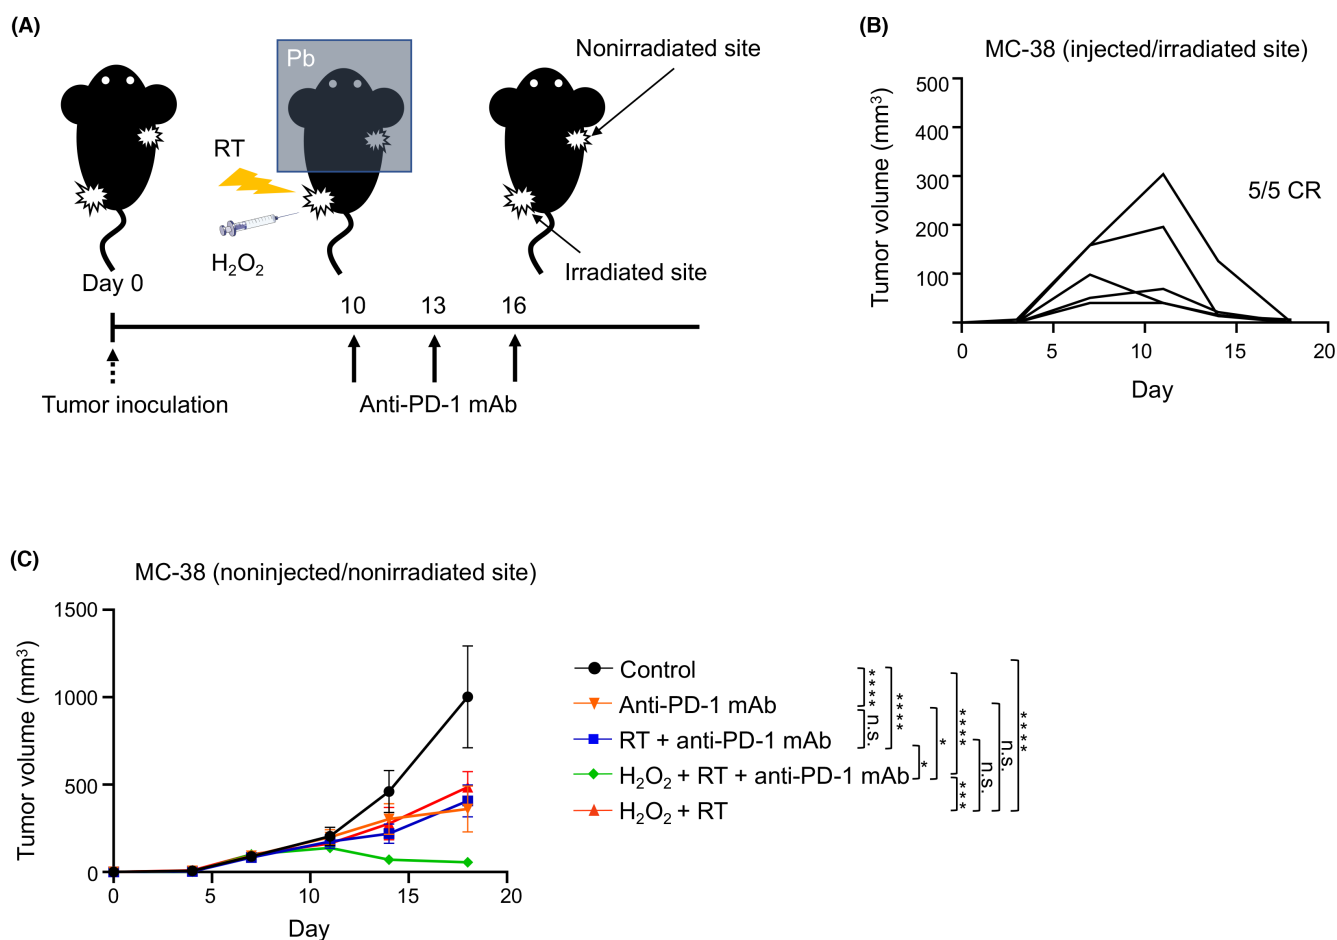 (A)
Pb
Nonirradiated site
RT
H₂O₂
Irradiated site
Day 0
10
13
16
Tumor inoculation
Anti-PD-1 mAb
(B)
MC-38 (injected/irradiated site)
Tumor volume (mm³)
500
400
300
200
100
5/5 CR
0
5
10
15
20
Day
(C)
MC-38 (noninjected/nonirradiated site)
Tumor volume (mm³)
1500
1000
500
0
0
5
10
15
20
Day
Control
Anti-PD-1 mAb
RT + anti-PD-1 mAb
H₂O₂ + RT + anti-PD-1 mAb
H₂O₂ + RT
****
n.s.
****
*
*
****
***
n.s.
n.s.
****